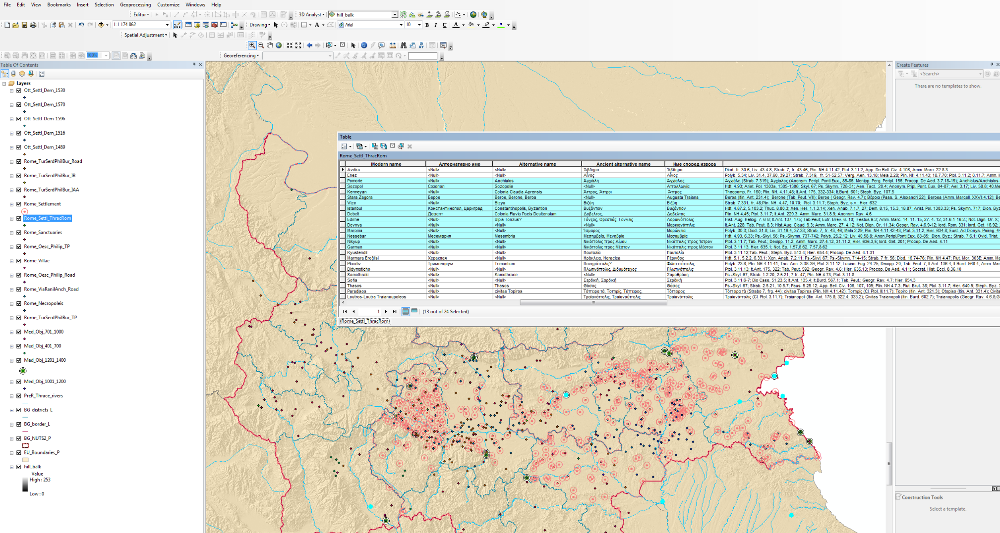 File Edit View Bookmarks Insert Selection Geoprocessing Customize Windows Help
Editor 3D Analyst hill_balk
1:1 174 862 Drawing Arial 10 B I U A
Spatial Adjustment
100% Georeferencing
Table Of Contents
Layers
Ott_Settl_Dem_1530
Ott_Settl_Dem_1570
Ott_Settl_Dem_1596
Ott_Settl_Dem_1516
Ott_Settl_Dem_1489
Rome_TurSerdPhilBur_Road
Rome_TurSerdPhilBur_IB
Rome_TurSerdPhilBur_IAA
Rome_Settlement
Rome_Settl_ThracRom
Rome_Sanctuaries
Rome_Oesc_Philip_TP
Rome_Villae
Rome_Oesc_Philip_Road
Rome_ViaRanilAnch_Road
Rome_Necropoleis
Rome_TurSerdPhilBur_TP
Med_Obj_701_1000
Med_Obj_401_700
Med_Obj_1201_1400
Med_Obj_1001_1200
PreR_Thrace_rivers
BG_districts_L
BG_border_L
BG_NUTS2_P
EU_Boundaries_P
hill_balk
Value
High : 253
Low : 0
Table
Rome_Settl_ThracRom
Modern name Алтернативно име Alternative name Ancient alternative name Име според извора
Avdira <Null> <Null> Ἄβδηρα Ἄβδηρα Diod. fr. 30.6; Liv. 43.4.8; Strab. 7, fr. 43.46; Plin. NH 4.11.42; Ptol. 3.11.2; App. De Bell. Civ. 4.108; Amm. Marc. 22.8.3
Enez <Null> <Null> Αἶνος Αἶνος Polyb. 5.34; Liv. 31.4, 37.60, 39.27; Strab. 7.319, fr. 51-52,57; Verg. Aen. 13.18; Mela 2.28; Plin. NH 4.11.43; 18.7.70; Ptol. 3.11.2; 8.11.7; Amm.
Pomorie <Null> Anchialos Αγχιάλη Αγχίαλος Αγχιάλη (Strab. 7.319); Αγχίαλος (Anonym. Peripl. Ponti Eux., 85-86; Menipp. Perg. Peripl. 156; Procop. De Aed. 3.7.18-19); Anchialus/Anchialos
Sozopol Созопол Sozopolis <Null> Απολλωνία Hdt. 4.93; Arist. Pol. 1303a, 1305-1306; Skyl. 67; Ps. Skymn. 728-31; Aen. Tact. 20.4; Anonym. Pripl. Pont. Eux. 84-87; Ael. 3.17; Liv. 58.8; 40.Me
Kermeyan <Null> Colonia Claudia Aprensis Άπρος, Άπροι Άπρος Theopomp. Fr. 160; Plin. NH 4.11.48; It.Ant. 175, 332-334; It.Burd. 601; Steph. Byz. 107.5
Stara Zagora Берое Beroe, Berone, Beroa <Null> Augusta Traiana Beroa (Itin. Ant. 231.4); Berone (Tab. Peut. VIII); Beroe ( Geogr. Rav. 4.7); Βέροια (Pass. S. Alexandri 22); Beroea (Amm. Marcell. XXVII.4.12); Be
Vize <Null> Bizya Βιζύη Βιζύη Strab. 7.331, fr. 48;Plin. NH. 4.47, 10.70; Ptol. 3.11.7; Steph. Byz. s.v.; Hier. 632
Istanbul Константинопол, Цариград Constantinopolis, Byzantion Βυζάντιον Βυζάντιον Hdt. 4.87.2, 5.103.2; Thuc. 8.80.3; Xen. Hell. 1.1.3.14; Xen. Anab. 7.1.7, 27; Dem. 8.15, 15.3, 18.87; Arist Pol. 1303.33; Ps. Skymn. 717; Dion. Byz
Debelt Девелт Colonia Flavia Pacis Deultensium Δοβελτος, Plin. NH 4.45; Ptol. 3.11.7; It.Ant. 229.3; Amm. Marc. 31.8.9; Anonym. Rav. 4.6
Edirne <Null> Ulpia Tonzus? Τόνζος, Ορεστιάς, Γοννεις Αδριανόπολις Hist. Aug. Heliog. 7. 6-8; It.Ant. 137, 175; Tab.Peut; Eutr. Brev. 6. 10; Festus 9.3; Amm. Marc. 14. 11. 15, 27. 4. 12, 31.6.1-16.2.; Not. Dign. Or. X;
Devnya <Null> <Null> <Null> Μαρκιανόπολις It.Ant. 228; Tab. Peut. 8.3; Hist.Aug. Claud. 9.3; Amm. Marc. 27. 4.12; Not. Dign. Or. 11.34; Geogr. Rav. 4.6.9-12; Iord. Rom. 331; Iord. Get. 16.92;
Maronia <Null> <Null> Ίσμαρος Μαρώνεια Polyb. 30.3; Diod. 31.8; Liv. 31.16.4, 37.33; Strab. 7, fr. 43, 46; Mela 2.29; Plin. NH 4.11.42-43; Ptol. 3.11.2; Hier. 634.8; Eust. Ad Dionys. Peireg. 44
Nessebar Месемврия Mesembria Μεσημβρία, Μενηβρία Μεσαμβρία Hdt. 4.93, 6.33; Ps.-Skyl. 56; Ps.-Skymn. 737-742; Polyb. 25.2.12; Liv. 40.58.8; Anon.Peripl.Ponti Eux. 83-85; Dion. Byz.; Strab. 7.6.1; Ovid. Trist.
Nikyup <Null> <Null> Νικόπολις προς Αίμου Νικόπολις προς Ίστρον Ptol. 3.11.7; Tab. Peut.; Dexipp. 11.2; Amm. Marc. 27.4.12, 31.11.2; Hier. 636.3,5; Iord. Get. 201; Procop. De Aed. 4.11
Garmen <Null> <Null> Νικόπολις προς Μέστον Νικόπολις προς Μέστον Ptol. 3.11.13; Hier. 635.1; Not. Ep. 1.57,6.62, 7.57,8.62
Kyustendil <Null> <Null> Παυταλία Παυταλία Ptol. 3.11.12;Tab. Peut.; Steph. Byz. 513.4; Hier. 654.4; Procop. De Aed. 4.1.31
Marmara Ereğlisi Хераклея <Null> Ηράκλεια, Heraclea Πέρινθος Hdt. 5.1, 5.2.2, 6.33.1; Xen. Anab. 7.2.11; Ps.-Skyl. 67; Ps.-Skymn. 714-15; Strab. 7 fr. 56; Diod. 16.74-76; Plin. NH 4.47; Plut. Mor. 303E; Amm. Ma
Plovdiv Тримонциум Trimontium Πονηρόπολις? Φιλιππόπολις Polyb. 23.8; Plin. NH 4.11.41; Tac. Ann. 3.38-39; Ptol. 3.11.12; Lucian. Fug. 24-25; Dexipp. 20; Tab. Peut. 7; It.Ant. 136.4; It.Burd. 568.4; Amm. Mar
Didymoticho <Null> <Null> Πλωτινόπολις, Διδυμότειχος Πλωτινόπολις Ptol. 3.11.13; It.Ant. 175, 322; Tab. Peut. 592; Geogr. Rav. 4.6; Hier. 635.13; Procop. De Aed. 4.11; Socrat. Hist. Eccl. 8.36.10
Samothraki <Null> Samothrace <Null> Σαμοθράκη Ps.-Skyl. 67; Strab. 1.2.20; 2.5.21; 7 fr. 47; Plin. NH 4.73; Ptol. 3.11.8
Sofia <Null> <Null> Σερδική, Σαρδική Σερδική Ptol. 3.11.6-7; Dio Cass. 51.23.5; It.Ant. 135.4; It.Burd. 567.1; Tab. Peut.; Geogr. Rav. 4.7; Hier. 654.3
Thasos <Null> Thasos Θάσος Θάσος Ps.-Skyl. 67; Strab. 2.5.21, 10.5.7; Paus. 5.25.12; App. Bell. Civ. 106, 107, 109; Plin. NH 4.7.3; Plut. Brut. 38; Ptol. 3.11.7; Hier. 640.9; Steph. Byz. 3
Paradisos <Null> civitas Topiros Τόπειρα τό, Τοπιρίς, Τόπειρος, Τόπειρος Τόπειρα τό (Strabo 7, frg. 44); civitas Topiros (Plin. NH 4.11.42); Τοπιρίς (Cl. Ptol. III.11.7); Topiro (Itin. Ant. 321.3); Otopiso (Itin. Ant. 331.4);
Loutros-Loutra Traianoupoleos <Null> <Null> Τραϊανόπολις, Τραϊανούπολις Τραϊανόπολις Τραϊανόπολις (Cl. Ptol. 3.11.7); Traianopoli (Itin. Ant. 175.8; 322.4; 333.2); Civitas Traianopoli (Itin. Burd. 602.7); Traianopolis (Geogr. Rav. 4.6.8;
1 (13 out of 24 Selected)
Rome_Settl_ThracRom
Create Features
<Search>
There are no templates to show.
Construction Tools
Select a template.